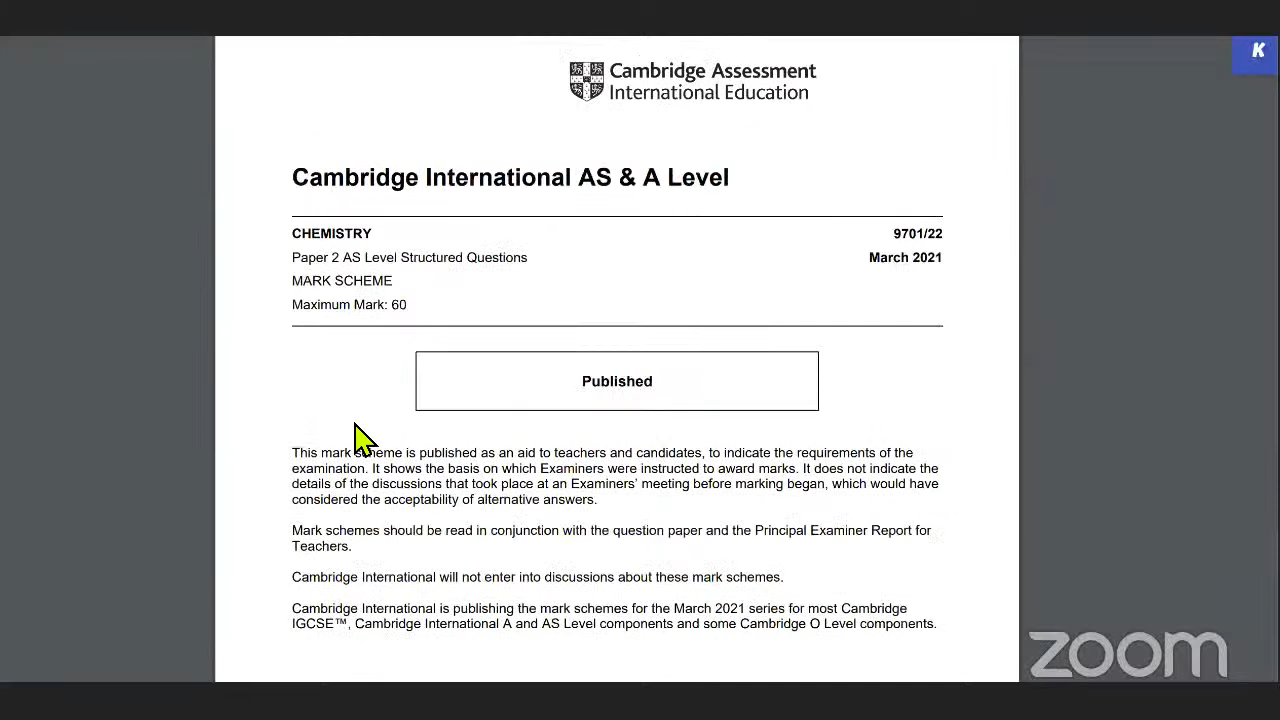 K
Cambridge Assessment
International Education
Cambridge International AS & A Level
CHEMISTRY 9701/22
Paper 2 AS Level Structured Questions March 2021
MARK SCHEME
Maximum Mark: 60
Published
This mark scheme is published as an aid to teachers and candidates, to indicate the requirements of the
examination. It shows the basis on which Examiners were instructed to award marks. It does not indicate the
details of the discussions that took place at an Examiners' meeting before marking began, which would have
considered the acceptability of alternative answers.
Mark schemes should be read in conjunction with the question paper and the Principal Examiner Report for
Teachers.
Cambridge International will not enter into discussions about these mark schemes.
Cambridge International is publishing the mark schemes for the March 2021 series for most Cambridge
IGCSE™, Cambridge International A and AS Level components and some Cambridge O Level components.
zoom